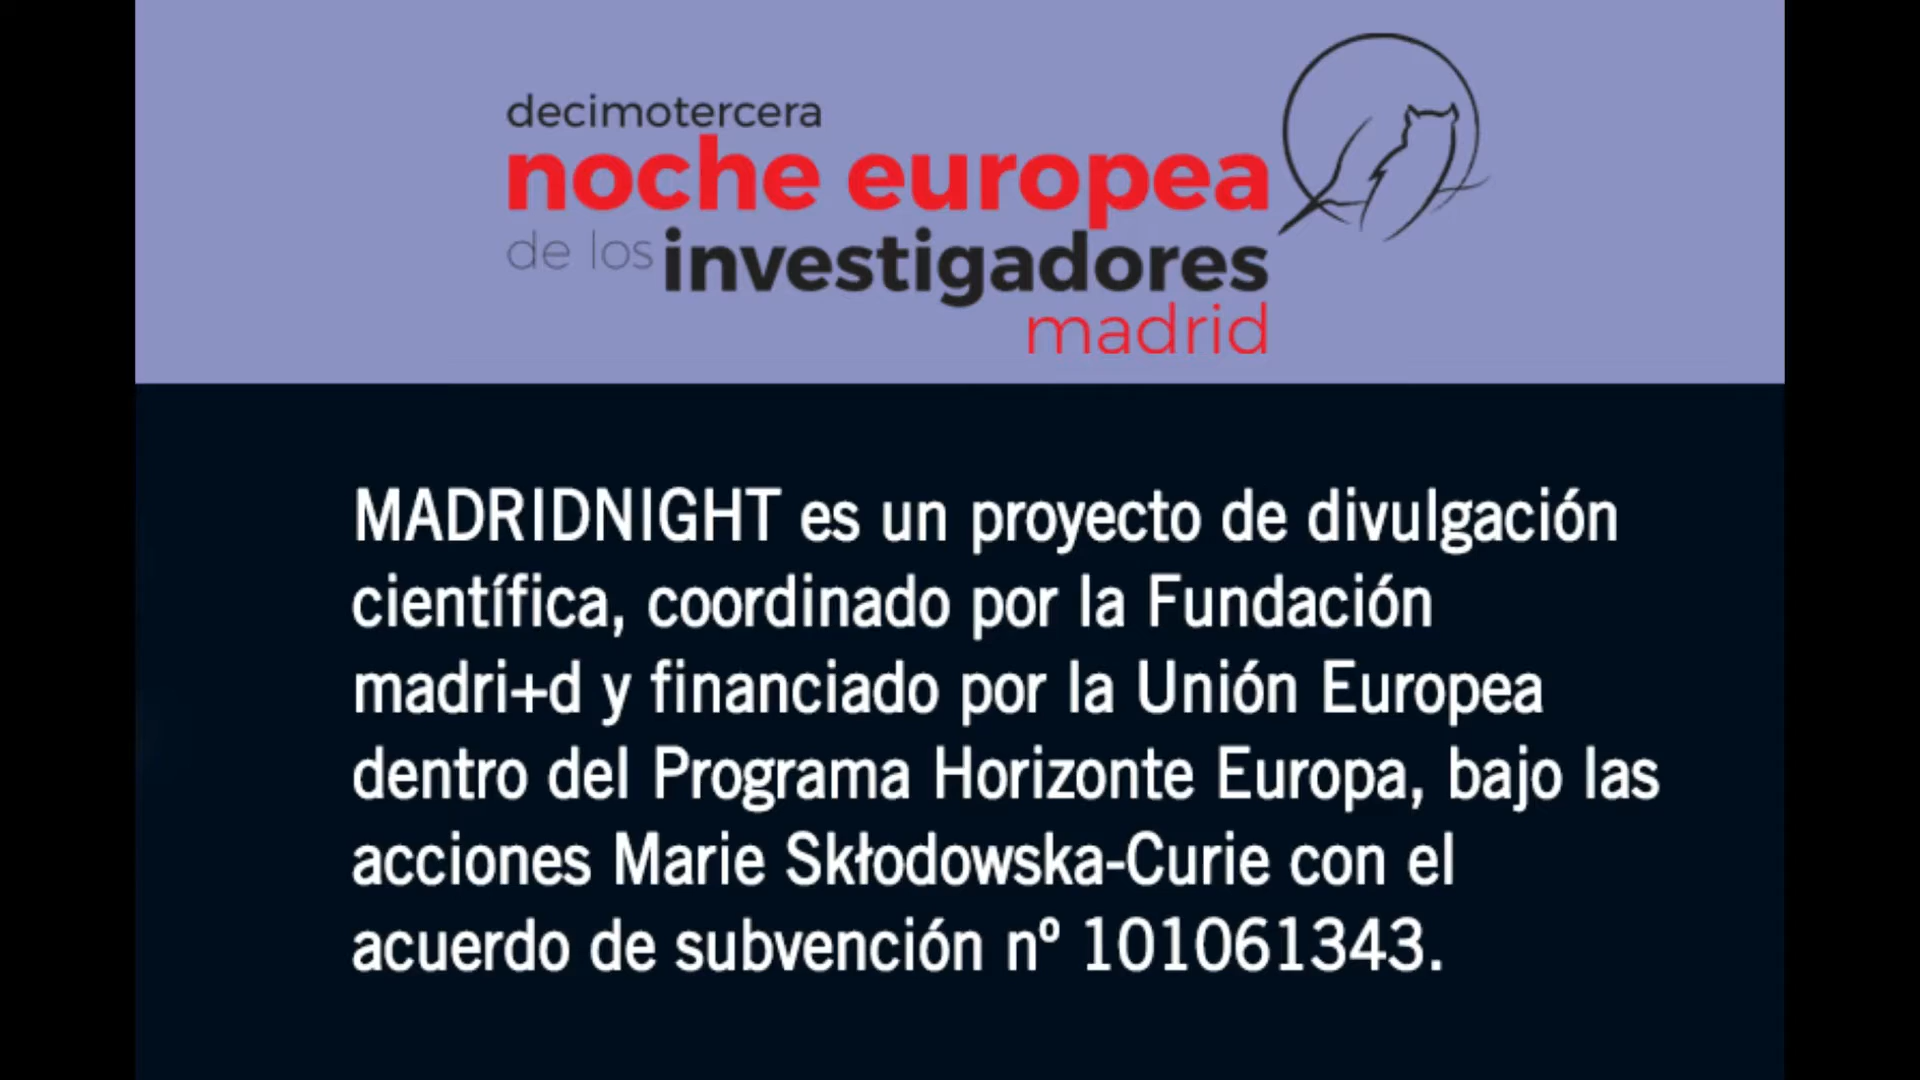 decimotercera
noche europea
de los investigadores
madrid
MADRIDNIGHT es un proyecto de divulgación
científica, coordinado por la Fundación
madri+d y financiado por la Unión Europea
dentro del Programa Horizonte Europa, bajo las
acciones Marie Skłodowska-Curie con el
acuerdo de subvención nº 101061343.